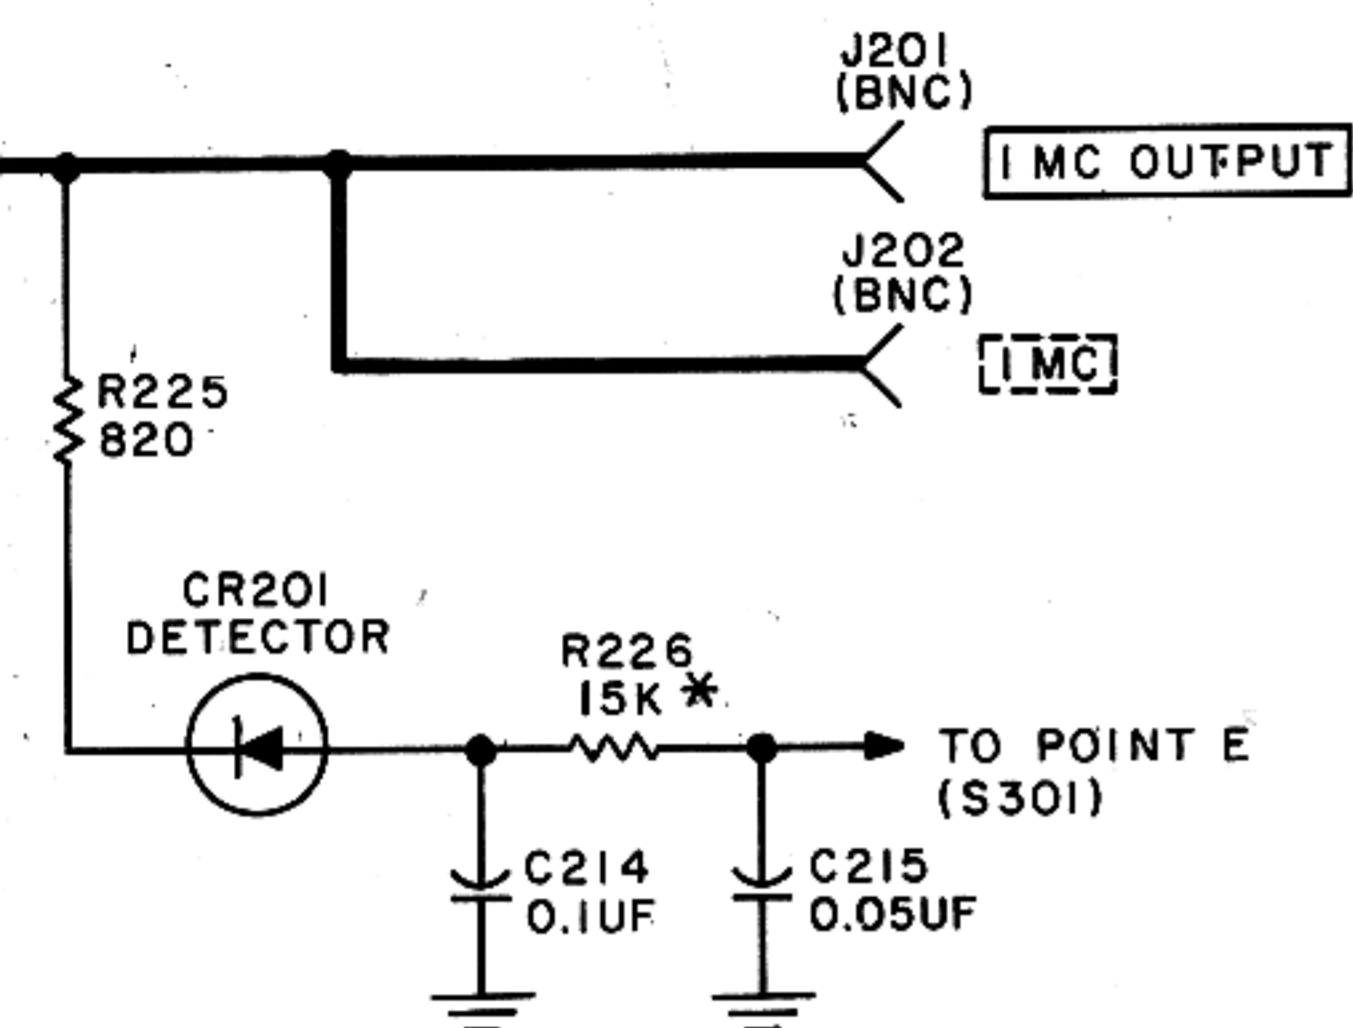 J201
(BNC)
1 MC OUTPUT
J202
(BNC)
1 MC
R225
820
CR201
DETECTOR
R226
15K *
TO POINT E
(S301)
C214
0.1UF
C215
0.05UF